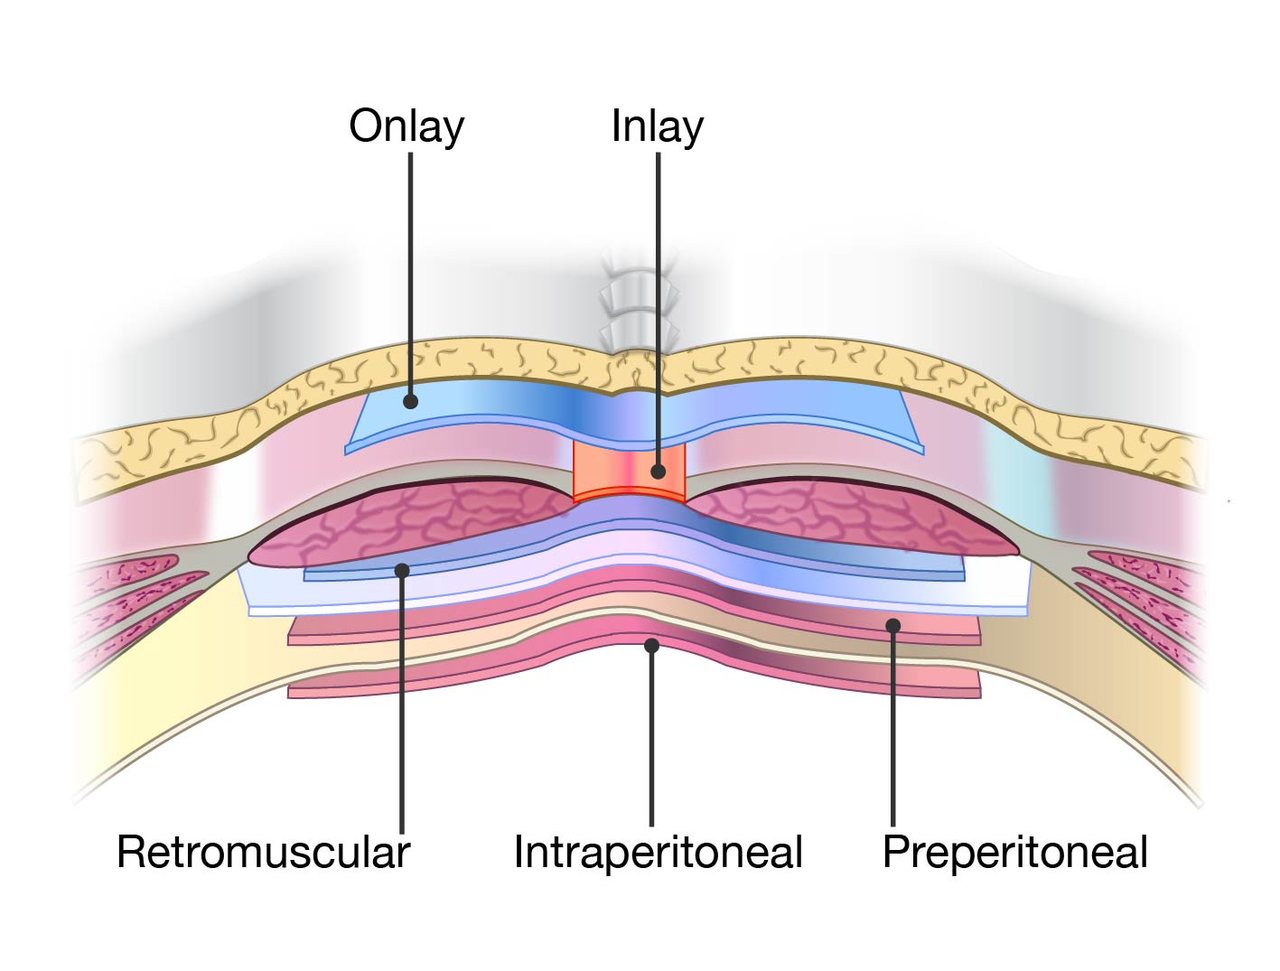 Onlay
Inlay
Retromuscular
Intraperitoneal
Preperitoneal